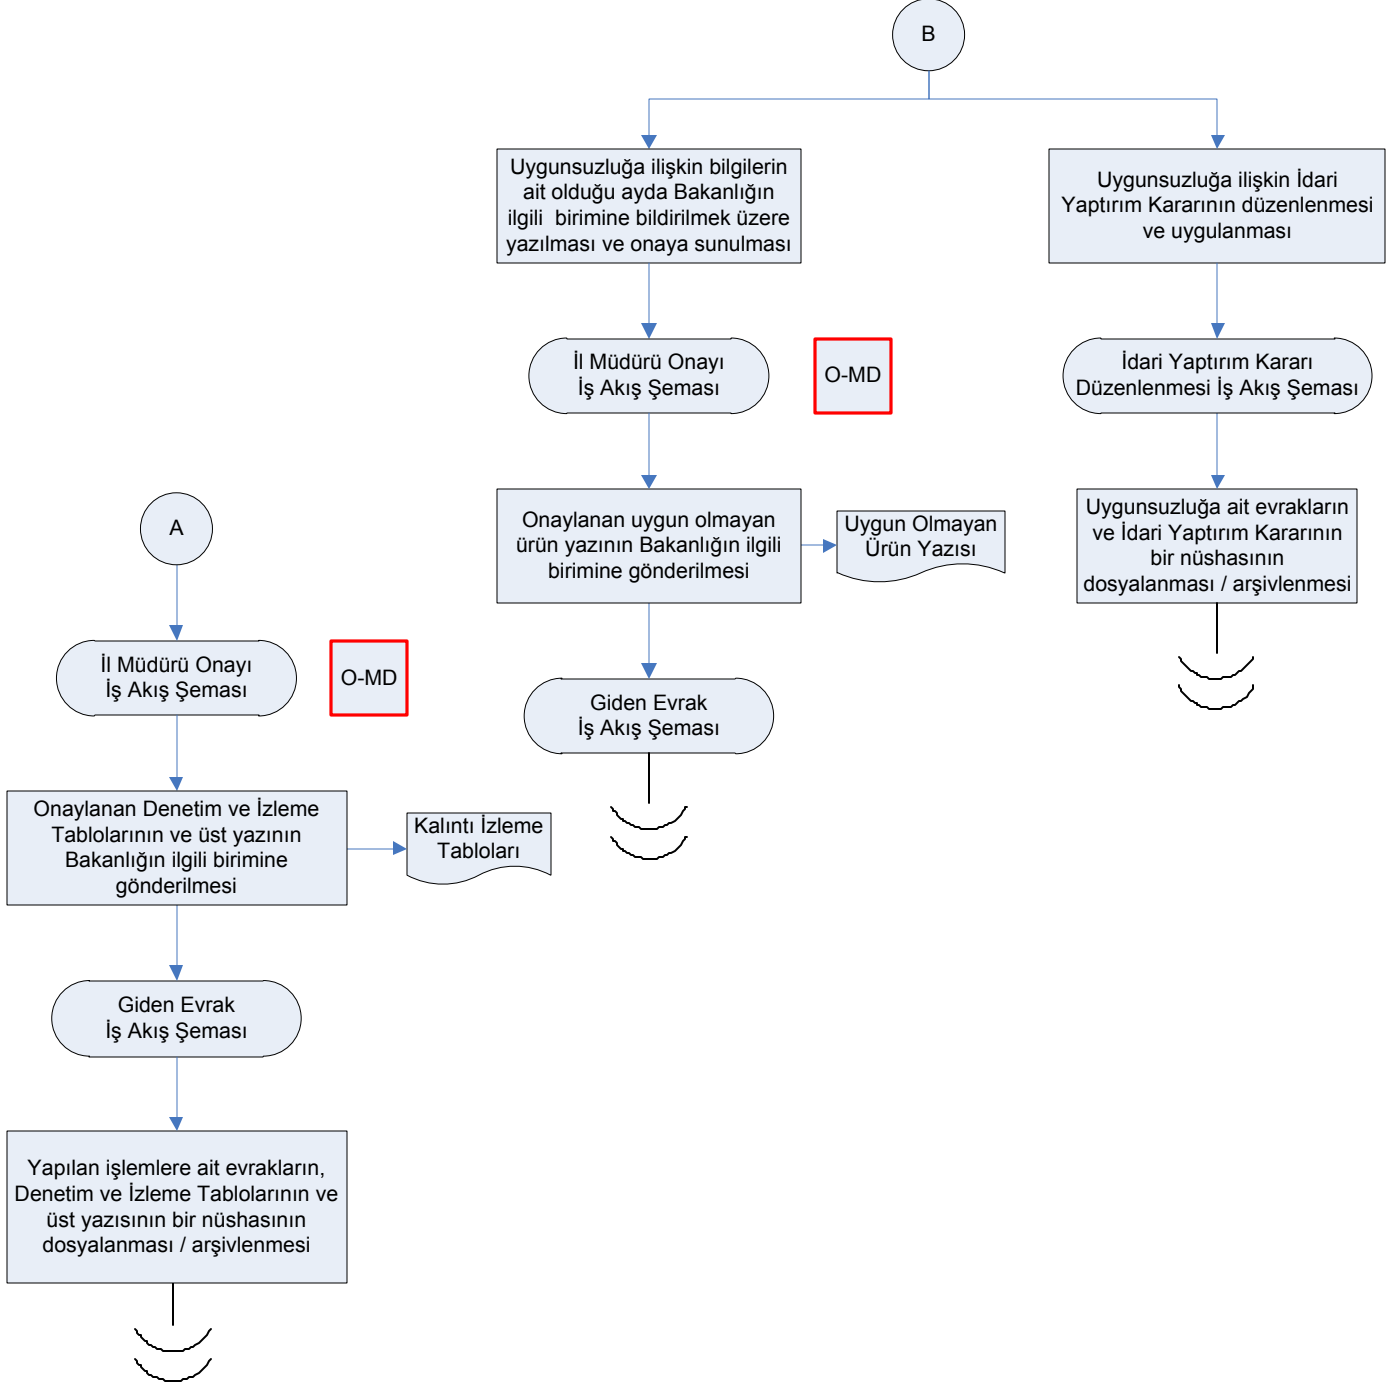 B
Uygunsuzluğa ilişkin bilgilerin
ait olduğu ayda Bakanlığın
ilgili birimine bildirilmek üzere
yazılması ve onaya sunulması
Uygunsuzluğa ilişkin İdari
Yaptırım Kararının düzenlenmesi
ve uygulanması
İl Müdürü Onayı
İş Akış Şeması
O-MD
İdari Yaptırım Kararı
Düzenlenmesi İş Akış Şeması
Onaylanan uygun olmayan
ürün yazının Bakanlığın ilgili
birimine gönderilmesi
Uygun Olmayan
Ürün Yazısı
Uygunsuzluğa ait evrakların
ve İdari Yaptırım Kararının
bir nüshasının
dosyalanması / arşivlenmesi
Giden Evrak
İş Akış Şeması
A
İl Müdürü Onayı
İş Akış Şeması
O-MD
Onaylanan Denetim ve İzleme
Tablolarının ve üst yazının
Bakanlığın ilgili birimine
gönderilmesi
Kalıntı İzleme
Tabloları
Giden Evrak
İş Akış Şeması
Yapılan işlemlere ait evrakların,
Denetim ve İzleme Tablolarının ve
üst yazısının bir nüshasının
dosyalanması / arşivlenmesi